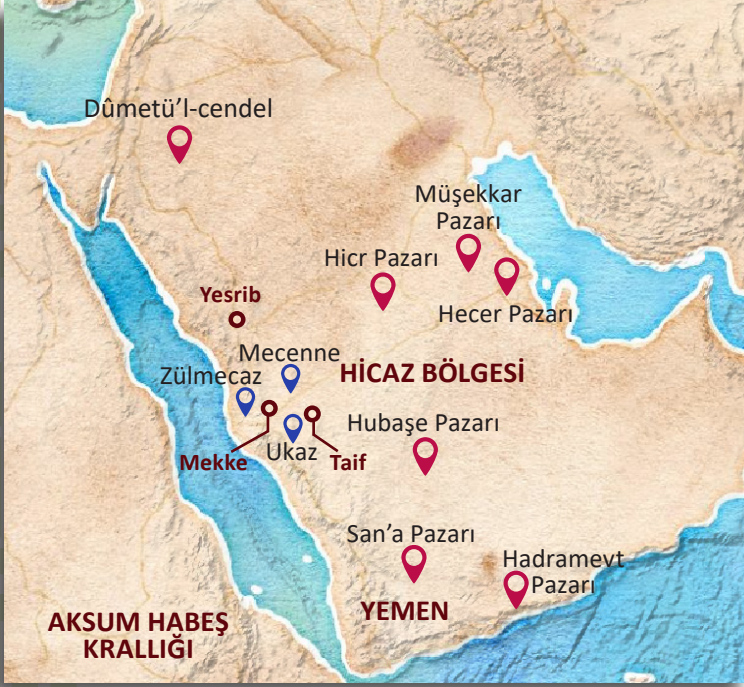 Dûmetü’l-cendel
Müşekkar
Pazarı
Hicr Pazarı
Hecer Pazarı
Yesrib
Mecenne
HİCAZ BÖLGESİ
Zülmecaz
Hubaşe Pazarı
Ukaz
Mekke
Taif
San’a Pazarı
Hadramevt
Pazarı
YEMEN
AKSUM HABEŞ
KRALLIĞI